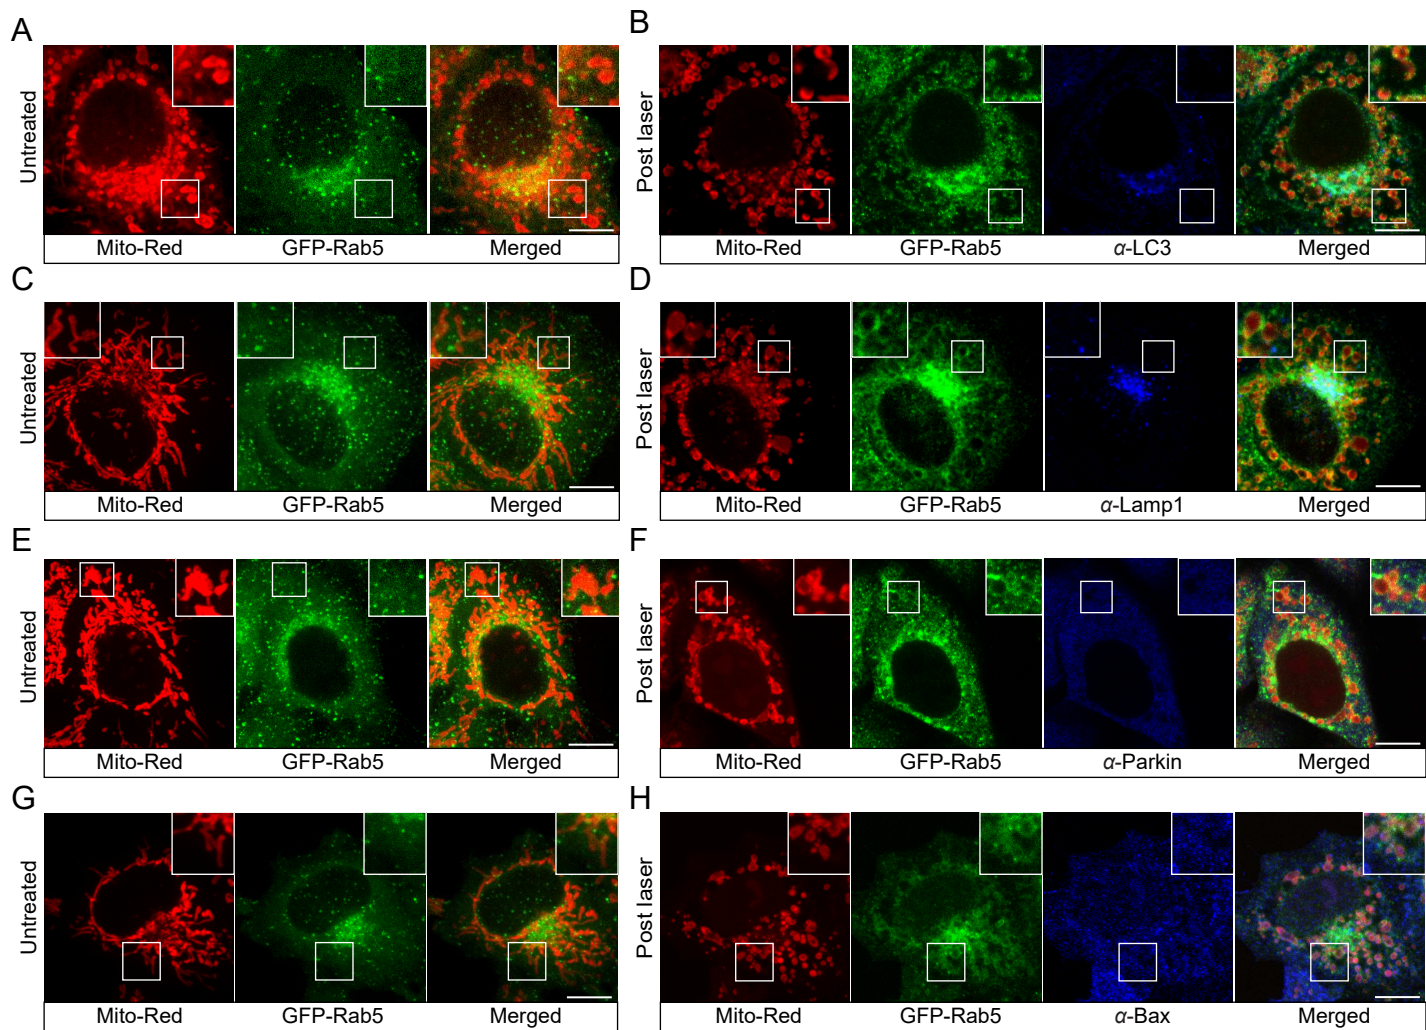 A
Untreated
Mito-Red GFP-Rab5 Merged
B
Post laser
Mito-Red GFP-Rab5 α-LC3 Merged
C
Untreated
Mito-Red GFP-Rab5 Merged
D
Post laser
Mito-Red GFP-Rab5 α-Lamp1 Merged
E
Untreated
Mito-Red GFP-Rab5 Merged
F
Post laser
Mito-Red GFP-Rab5 α-Parkin Merged
G
Untreated
Mito-Red GFP-Rab5 Merged
H
Post laser
Mito-Red GFP-Rab5 α-Bax Merged